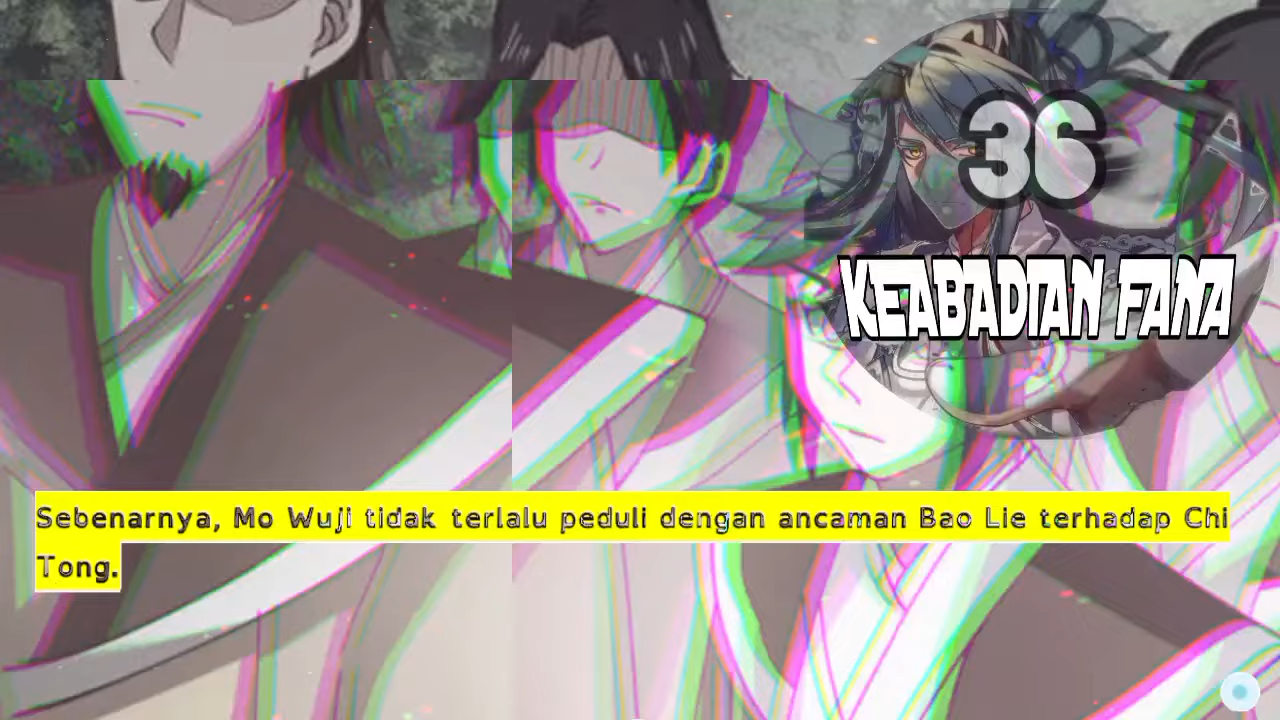 36
KEABADIAN FANA
Sebenarnya, Mo Wuji tidak terlalu peduli dengan ancaman Bao Lie terhadap Chi
Tong.